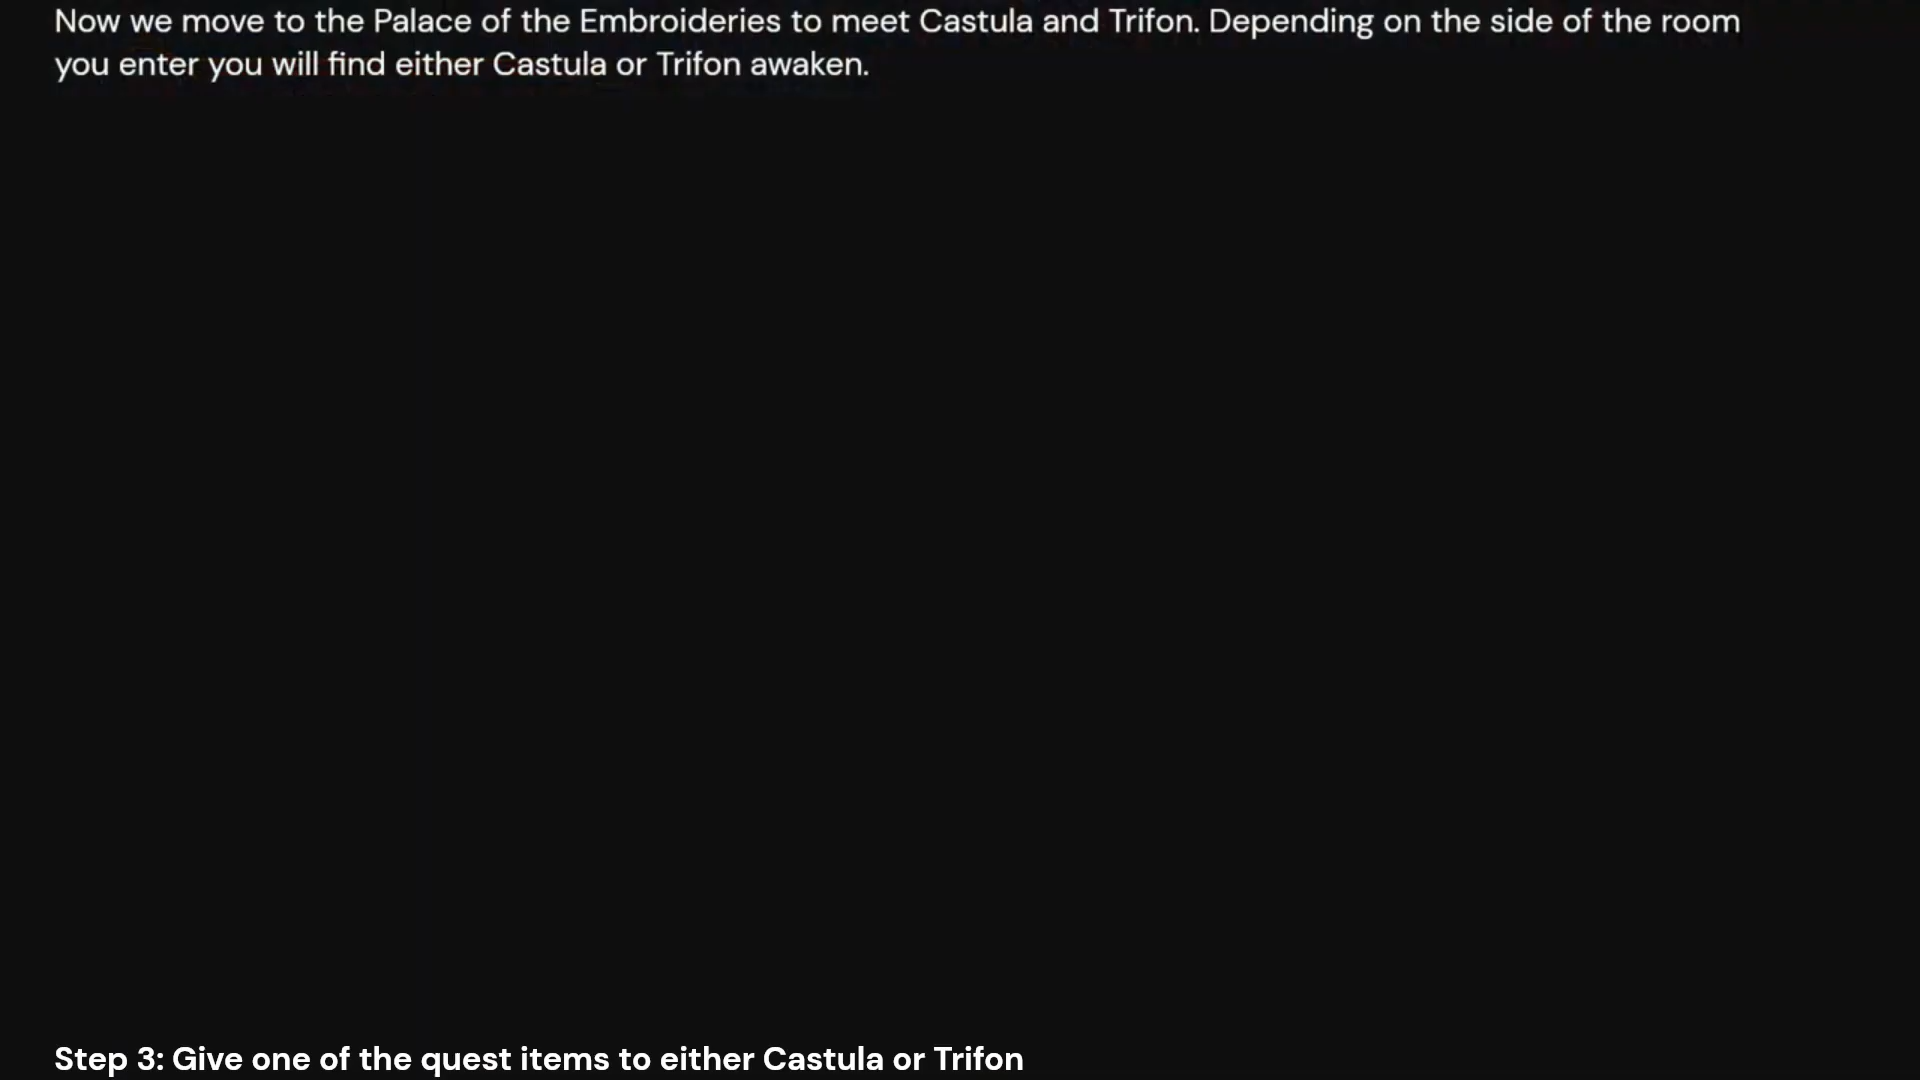 Now we move to the Palace of the Embroideries to meet Castula and Trifon. Depending on the side of the room
you enter you will find either Castula or Trifon awaken.
Step 3: Give one of the quest items to either Castula or Trifon